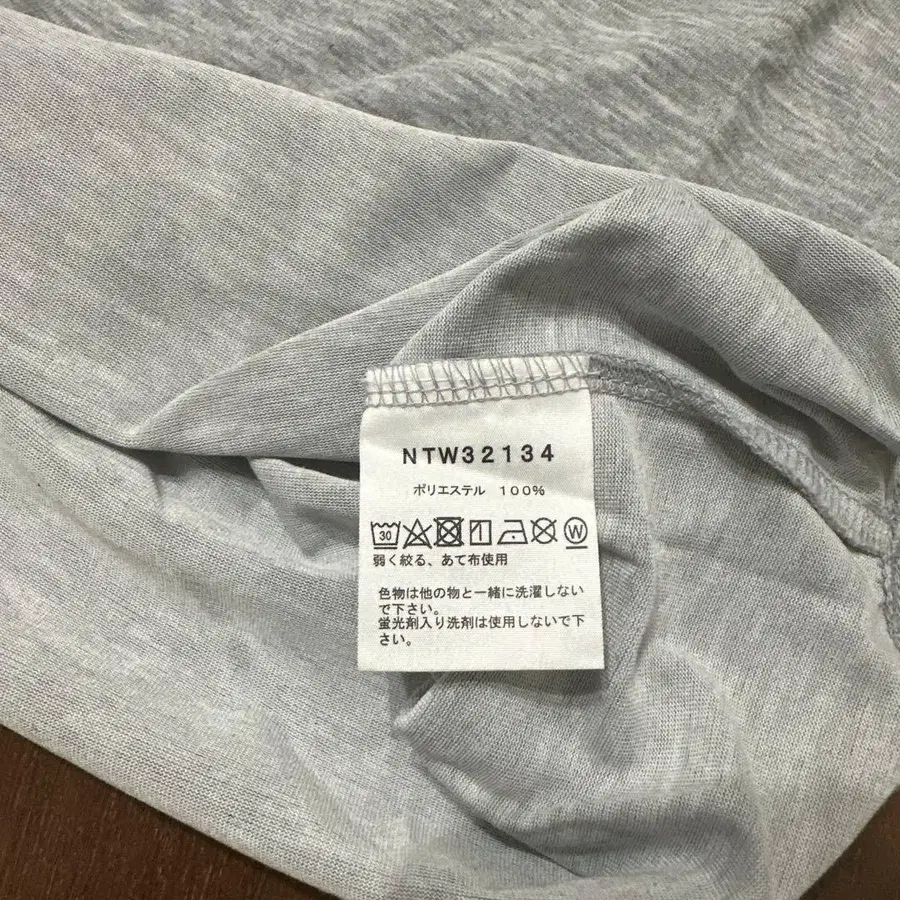 NTW32134
ポリエステル 100%
30 W
弱く絞る、あて布使用
色物は他の物と一緒に洗濯しない
で下さい。
蛍光剤入り洗剤は使用しないで下
さい。